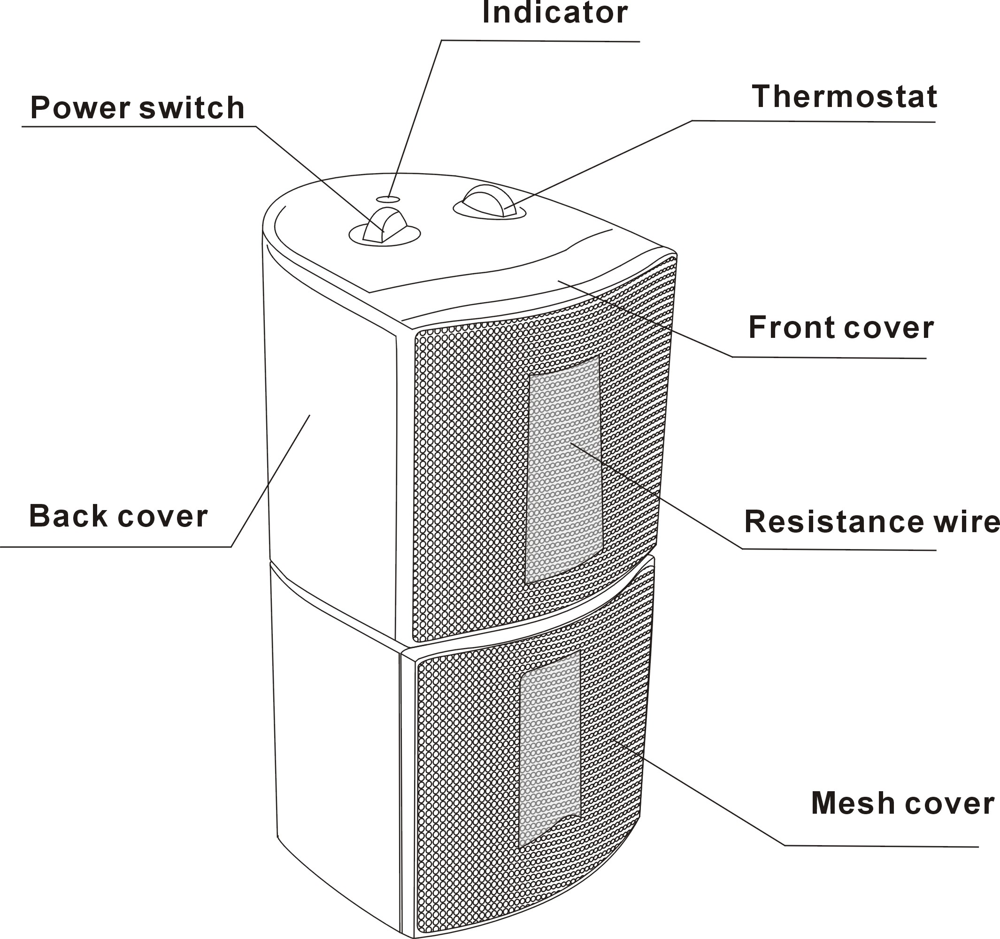 Indicator
Power switch
Thermostat
Front cover
Back cover
Resistance wire
Mesh cover